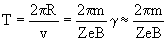 T = 2πR/v = 2πm/ZeB γ ≈ 2πm/ZeB